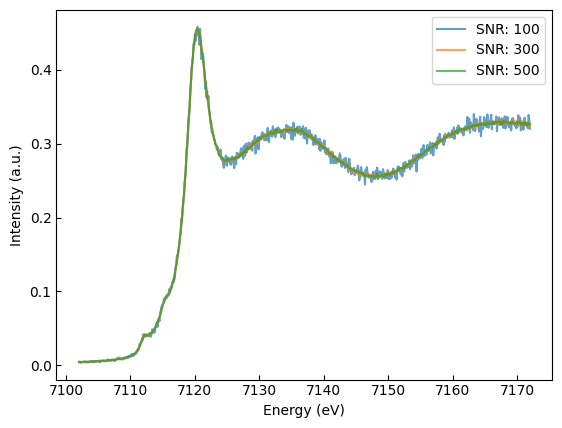 SNR: 100
SNR: 300
SNR: 500
0.4
0.3
0.2
0.1
0.0
Intensity (a.u.)
7100 7110 7120 7130 7140 7150 7160 7170
Energy (eV)